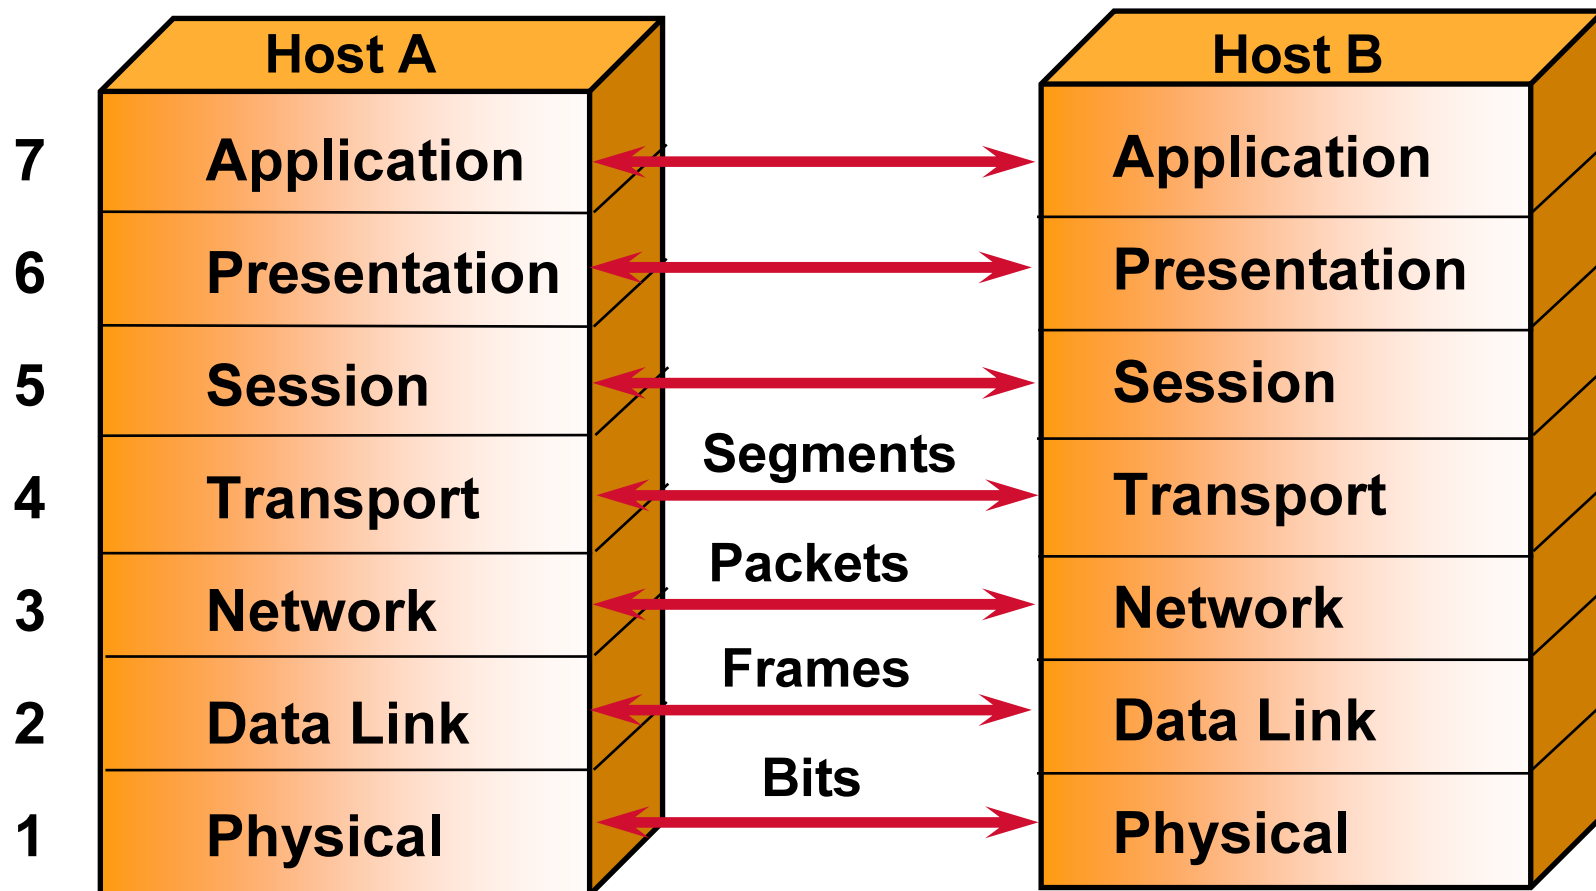 Host A
Host B
7
Application
Application
6
Presentation
Presentation
5
Session
Session
Segments
4
Transport
Transport
Packets
3
Network
Network
Frames
2
Data Link
Data Link
Bits
1
Physical
Physical